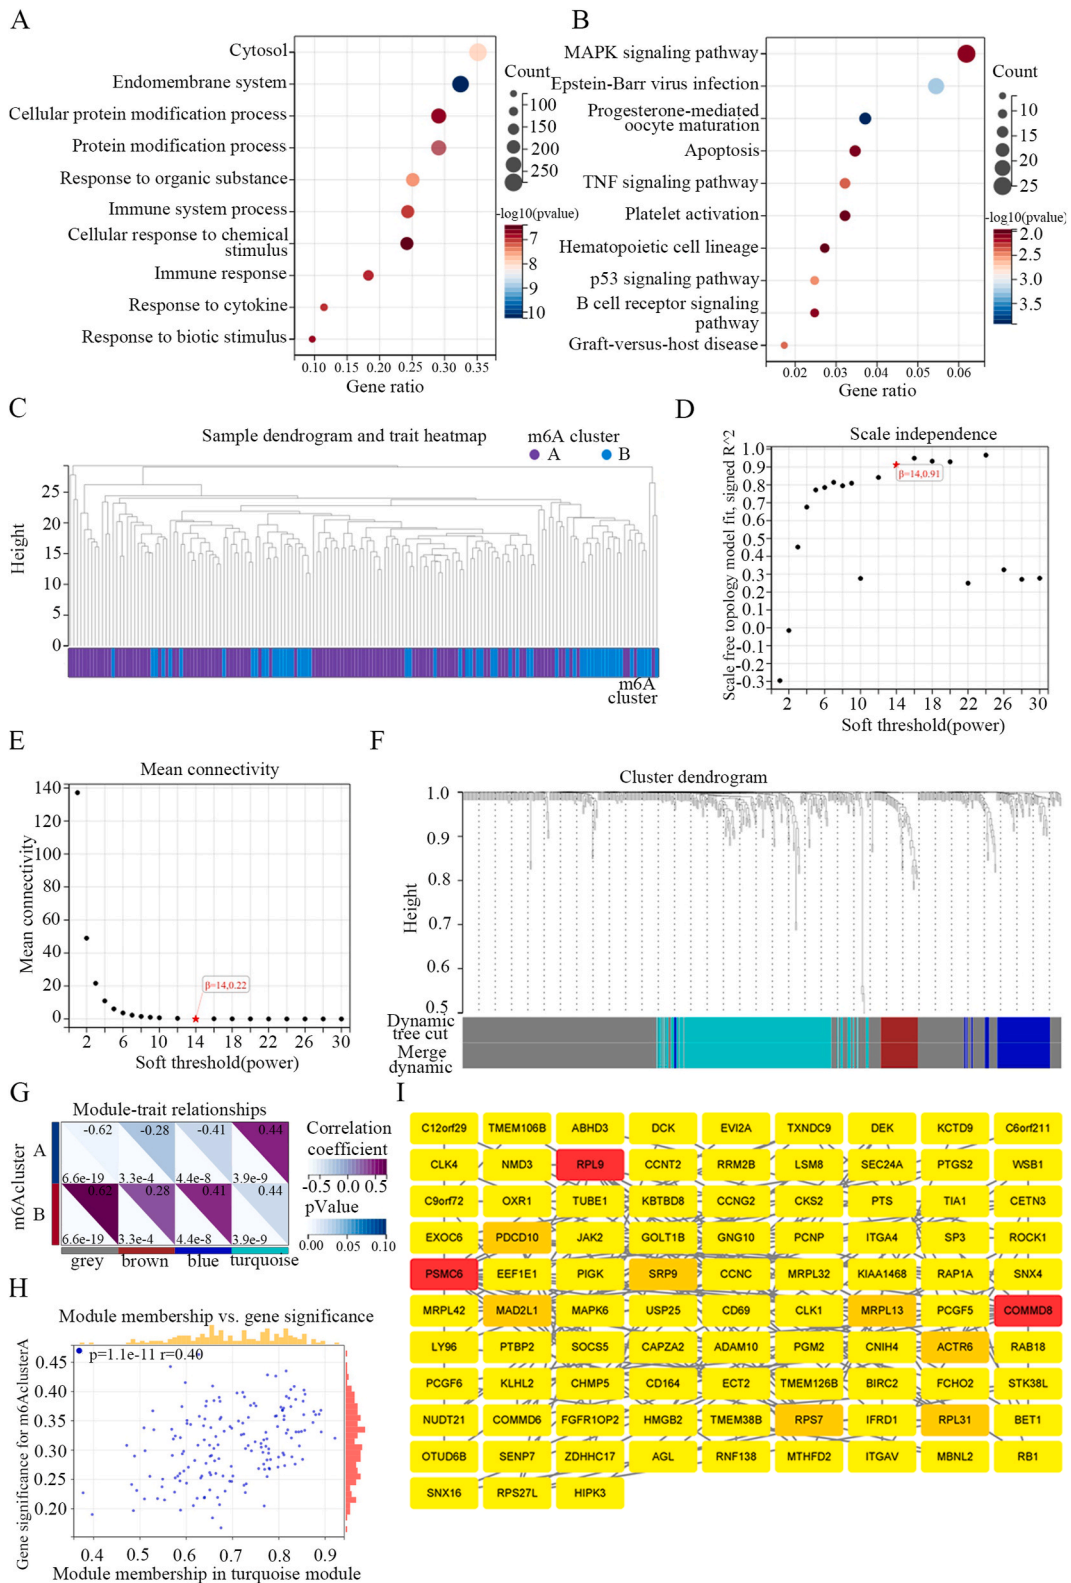 A
Cytosol
Endomembrane system
Cellular protein modification process
Protein modification process
Response to organic substance
Immune system process
Cellular response to chemical
stimulus
Immune response
Response to cytokine
Response to biotic stimulus
0.10 0.15 0.20 0.25 0.30 0.35
Gene ratio
Count
100
150
200
250
-log10(pvalue)
7
8
9
10
B
MAPK signaling pathway
Epstein-Barr virus infection
Progesterone-mediated
oocyte maturation
Apoptosis
TNF signaling pathway
Platelet activation
Hematopoietic cell lineage
p53 signaling pathway
B cell receptor signaling
pathway
Graft-versus-host disease
0.02 0.03 0.04 0.05 0.06
Gene ratio
Count
10
15
20
25
-log10(pvalue)
2.0
2.5
3.0
3.5
C
Sample dendrogram and trait heatmap
m6A cluster
A B
Height
25
20
15
10
5
0
m6A
cluster
D
Scale independence
Scale free topology model fit, signed R^2
1.0
0.9
0.8
0.7
0.6
0.5
0.4
0.3
0.2
0.0
-0.1
-0.2
-0.3
β=14,0.91
2 6 10 14 18 22 26 30
Soft threshold(power)
E
Mean connectivity
Mean connectivity
140
120
100
80
60
40
20
0
β=14,0.22
2 6 10 14 18 22 26 30
Soft threshold(power)
F
Cluster dendrogram
Height
1.0
0.9
0.8
0.7
0.6
0.5
Dynamic
tree cut
Merge
dynamic
G
Module-trait relationships
m6Acluster
A
B
-0.62 -0.28 -0.41 0.44
6.6e-19 3.3e-4 4.4e-8 3.9e-9
0.62 0.28 0.41 0.44
6.6e-19 3.3e-4 4.4e-8 3.9e-9
grey brown blue turquoise
Correlation
coefficient
-0.5 0.0 0.5
pValue
0.00 0.05 0.10
H
Module membership vs. gene significance
p=1.1e-11 r=0.40
Gene significance for m6AclusterA
0.45
0.40
0.35
0.30
0.25
0.20
0.4 0.5 0.6 0.7 0.8 0.9
Module membership in turquoise module
I
C12orf29 TMEM106B ABHD3 DCK EVI2A TXNDC9 DEK KCTD9 C6orf211
CLK4 NMD3 RPL9 CCNT2 RRM2B LSM8 SEC24A PTGS2 WSB1
C9orf72 OXR1 TUBE1 KBTBD8 CCNG2 CKS2 PTS TIA1 CETN3
EXOC6 PDCD10 JAK2 GOLT1B GNG10 PCNP ITGA4 SP3 ROCK1
PSMC6 EEF1E1 PIGK SRP9 CCNC MRPL32 KIAA1468 RAP1A SNX4
MRPL42 MAD2L1 MAPK6 USP25 CD69 CLK1 MRPL13 PCGF5 COMMD8
LY96 PTBP2 SOCS5 CAPZA2 ADAM10 PGM2 CNIH4 ACTR6 RAB18
PCGF6 KLHL2 CHMP5 CD164 ECT2 TMEM126B BIRC2 FCHO2 STK38L
NUDT21 COMMD6 FGFR1OP2 HMGB2 TMEM38B RPS7 IFRD1 RPL31 BET1
OTUD6B SENP7 ZDHHC17 AGL RNF138 MTHFD2 ITGAV MBNL2 RB1
SNX16 RPS27L HIPK3